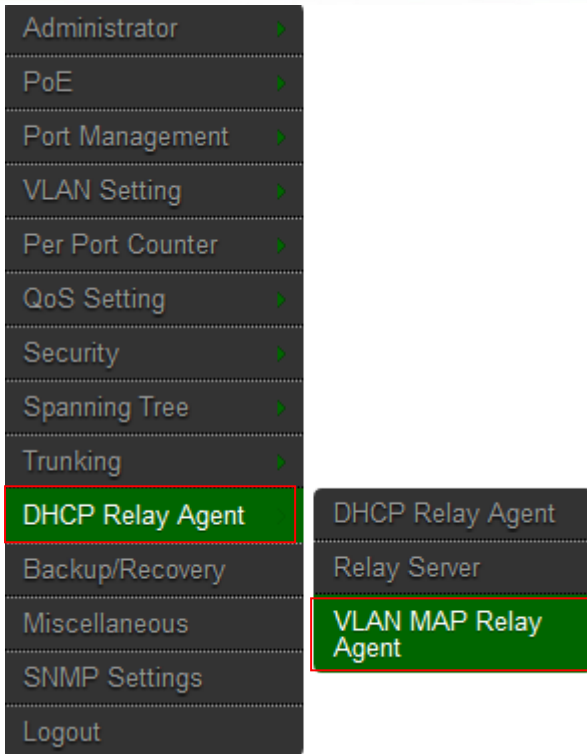 Administrator
PoE
Port Management
VLAN Setting
Per Port Counter
QoS Setting
Security
Spanning Tree
Trunking
DHCP Relay Agent
Backup/Recovery
Miscellaneous
SNMP Settings
Logout
DHCP Relay Agent
Relay Server
VLAN MAP Relay
Agent